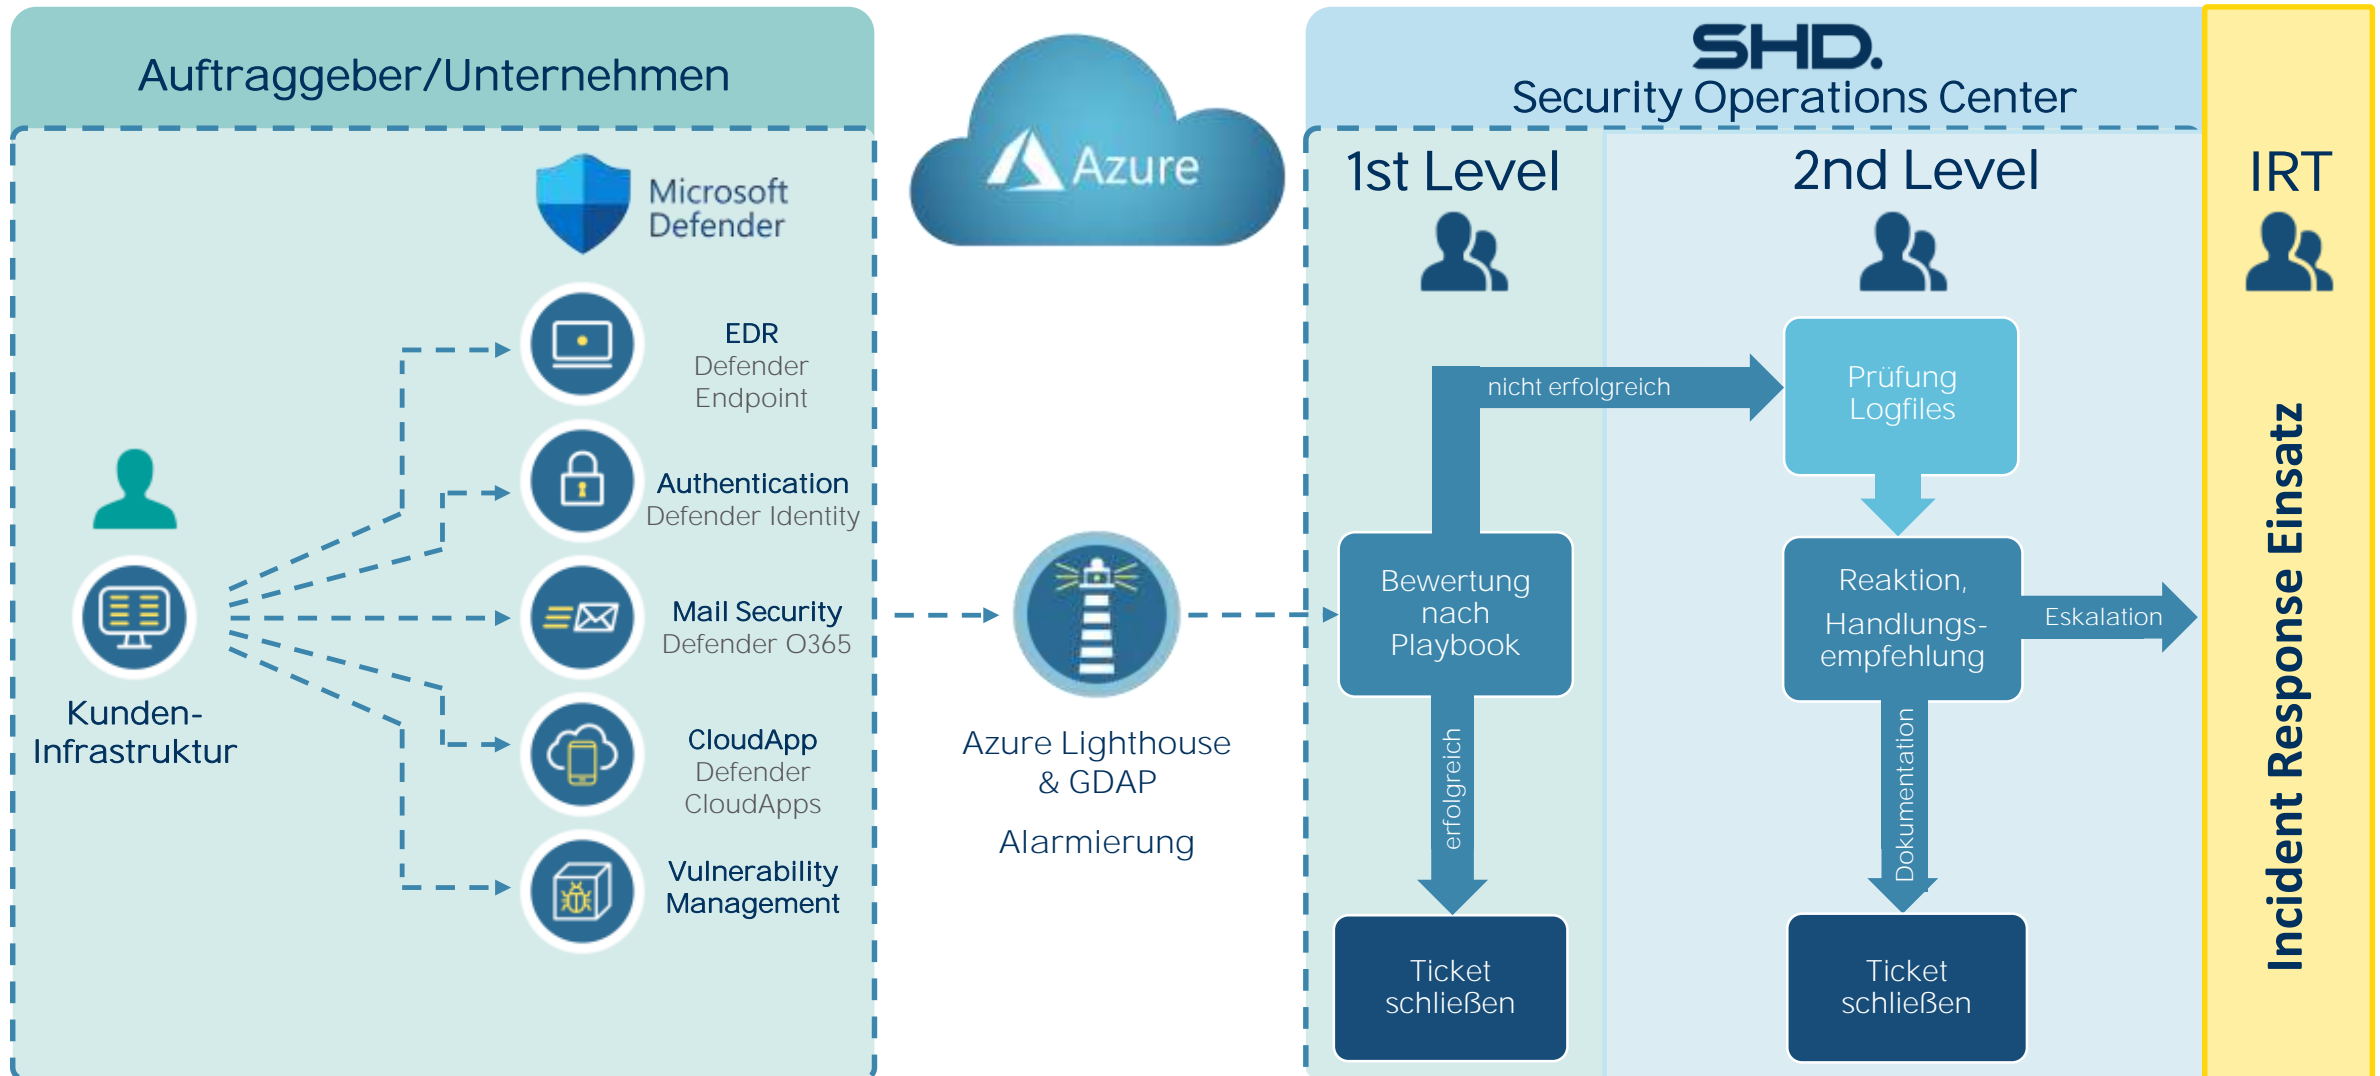 Auftraggeber/Unternehmen
Microsoft
Defender
EDR
Defender
Endpoint
Authentication
Defender Identity
Mail Security
Defender O365
CloudApp
Defender
CloudApps
Vulnerability
Management
Kunden-
Infrastruktur
Azure
Azure Lighthouse
& GDAP
Alarmierung
SHD.
Security Operations Center
1st Level
2nd Level
IRT
nicht erfolgreich
Prüfung
Logfiles
Bewertung
nach
Playbook
Reaktion,
Handlungs-
empfehlung
Eskalation
erfolgreich
Dokumentation
Ticket
schließen
Ticket
schließen
Incident Response Einsatz